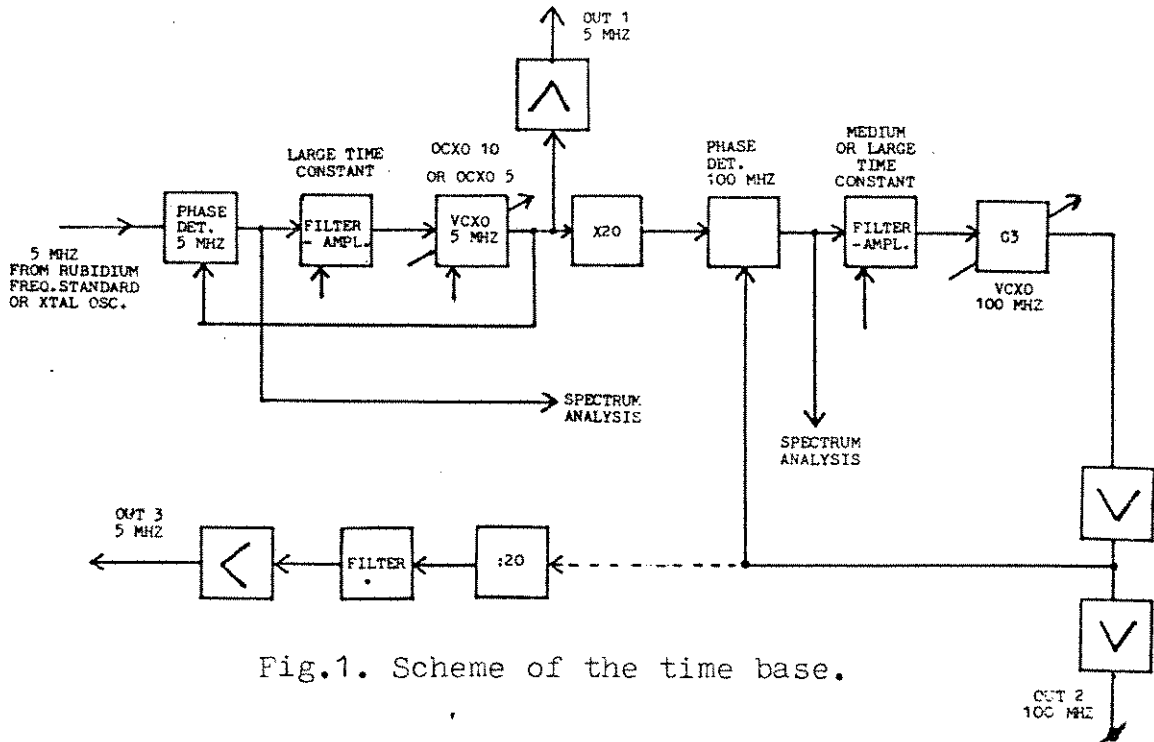 OUT 1
5 MHZ
LARGE TIME
CONSTANT
OCXO 10
OR OCXO 5
PHASE
DET.
100 MHZ
MEDIUM
OR LARGE
TIME
CONSTANT
PHASE
DET.
5 MHZ
FILTER
- AMPL.
VCXO
5 MHZ
X20
FILTER
-AMPL.
G3
5 MHZ
FROM RUBIDIUM
FREQ.STANDARD
OR XTAL OSC.
VCXO
100 MHZ
SPECTRUM
ANALYSIS
SPECTRUM
ANALYSIS
OUT 3
5 MHZ
FILTER
:20
Fig.1. Scheme of the time base.
OUT 2
100 MHZ